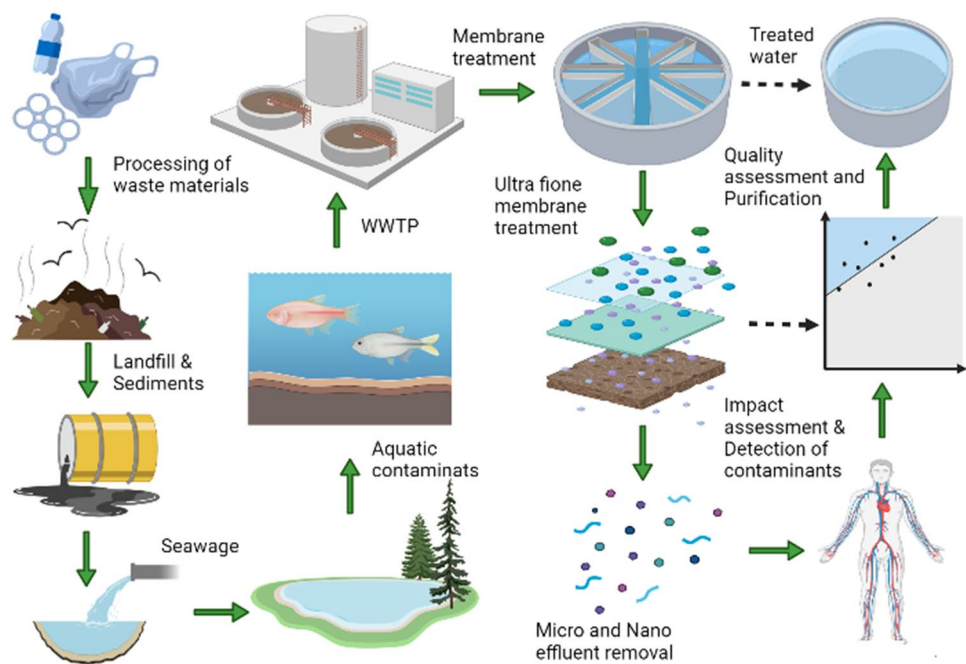 Processing of
waste materials
Landfill &
Sediments
Seawage
Aquatic
contaminats
WWTP
Membrane
treatment
Treated
water
Ultra fione
membrane
treatment
Quality
assessment and
Purification
Impact
assessment &
Detection of
contaminants
Micro and Nano
effluent removal